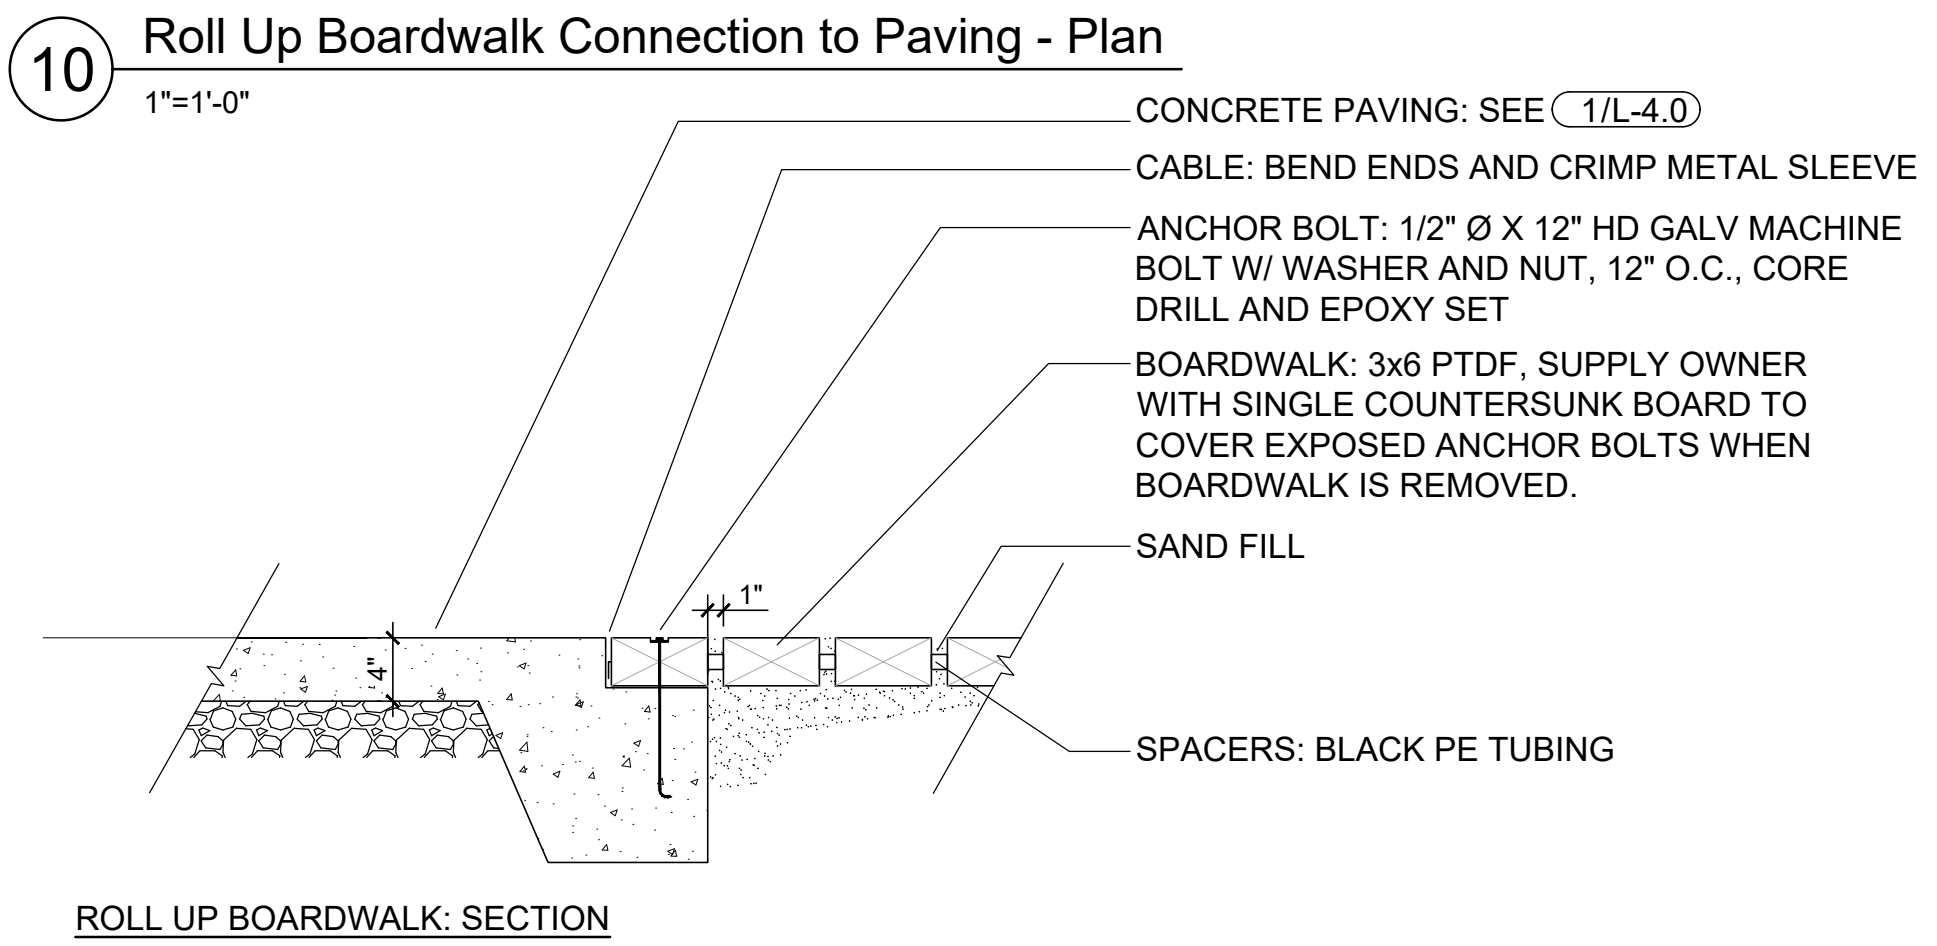 10
Roll Up Boardwalk Connection to Paving - Plan
1"=1'-0"
CONCRETE PAVING: SEE 1/L-4.0
CABLE: BEND ENDS AND CRIMP METAL SLEEVE
ANCHOR BOLT: 1/2" Ø X 12" HD GALV MACHINE
BOLT W/ WASHER AND NUT, 12" O.C., CORE
DRILL AND EPOXY SET
BOARDWALK: 3x6 PTDF, SUPPLY OWNER
WITH SINGLE COUNTERSUNK BOARD TO
COVER EXPOSED ANCHOR BOLTS WHEN
BOARDWALK IS REMOVED.
SAND FILL
1"
4"
SPACERS: BLACK PE TUBING
ROLL UP BOARDWALK: SECTION